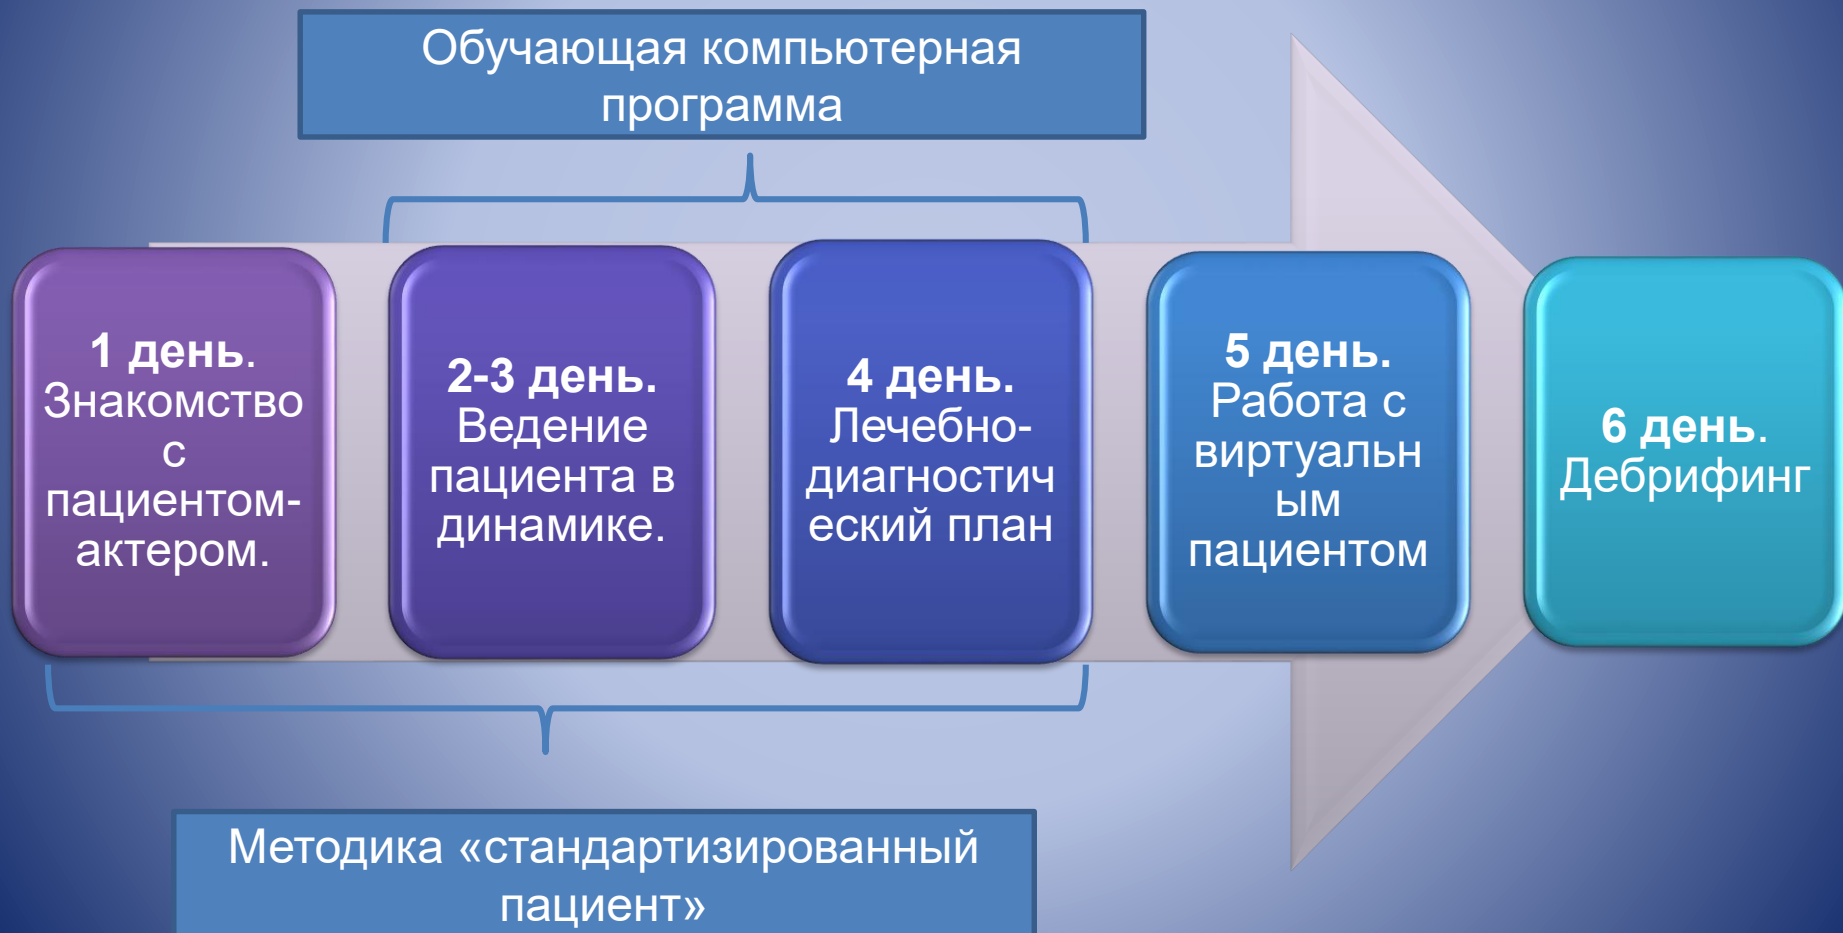 Обучающая компьютерная
программа
1 день.
Знакомство
с
пациентом-
актером.
2-3 день.
Ведение
пациента в
динамике.
4 день.
Лечебно-
диагностич
еский план
5 день.
Работа с
виртуальн
ым
пациентом
6 день.
Дебрифинг
Методика «стандартизированный
пациент»